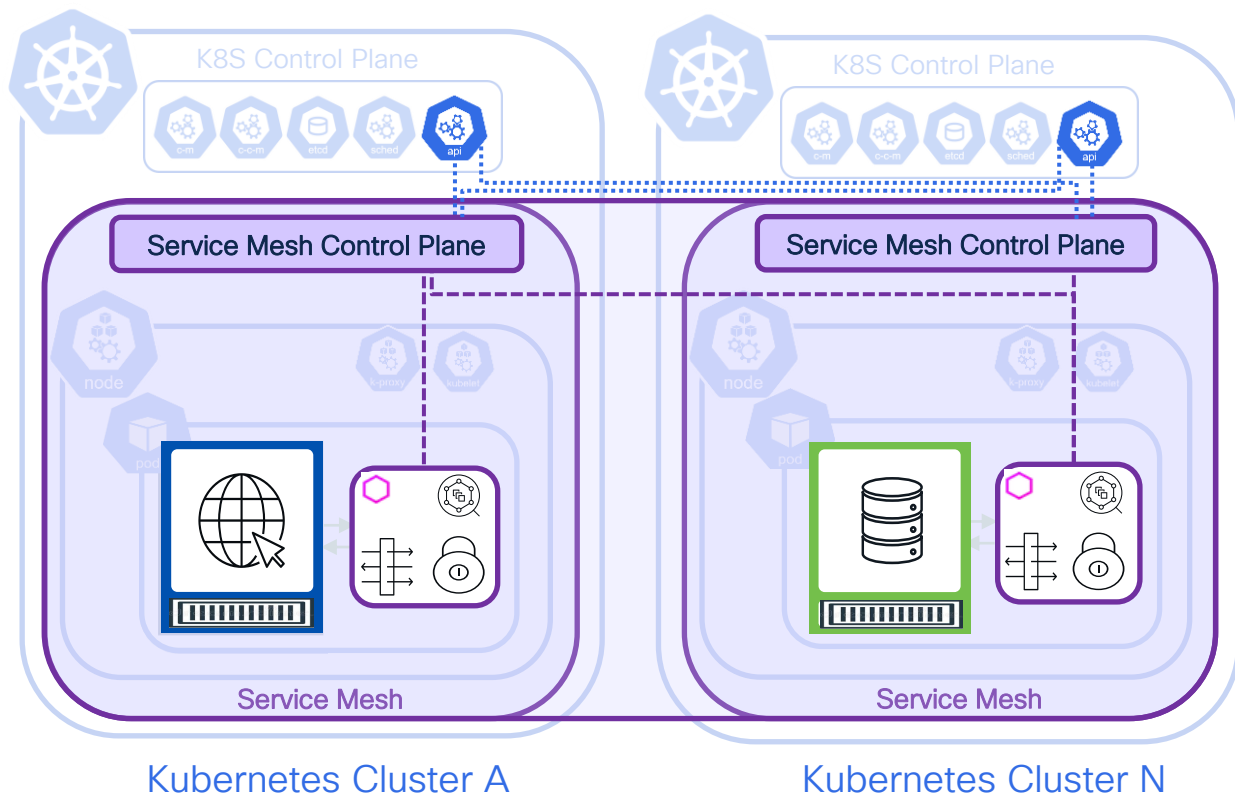 K8S Control Plane
c-m
c-c-m
etcd
sched
api
Service Mesh Control Plane
node
k-proxy
kubelet
pod
Service Mesh
Kubernetes Cluster A
K8S Control Plane
c-m
c-c-m
etcd
sched
api
Service Mesh Control Plane
node
k-proxy
kubelet
pod
Service Mesh
Kubernetes Cluster N